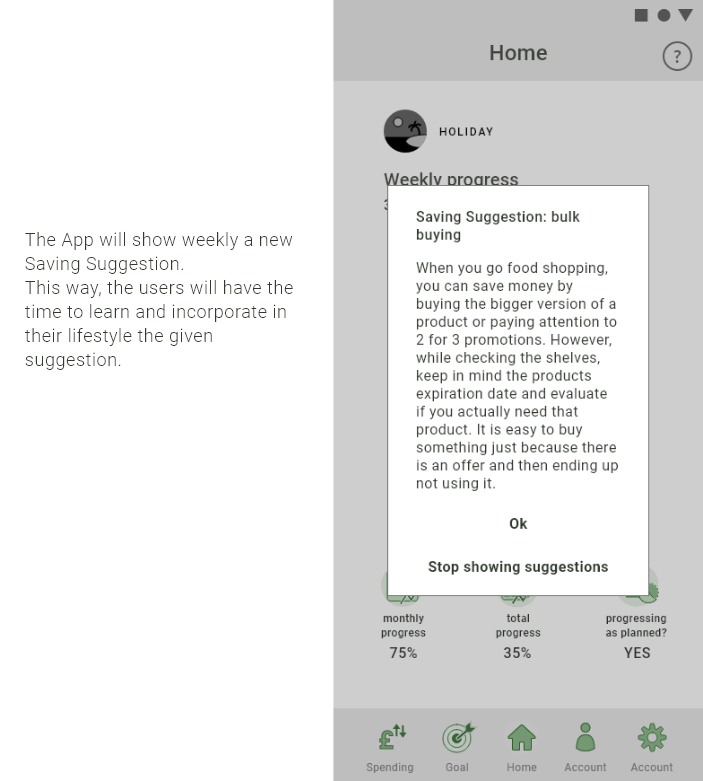 Home
?
HOLIDAY
Weekly progress
The App will show weekly a new
Saving Suggestion.
This way, the users will have the
time to learn and incorporate in
their lifestyle the given
suggestion.
Saving Suggestion: bulk
buying
When you go food shopping,
you can save money by
buying the bigger version of a
product or paying attention to
2 for 3 promotions. However,
while checking the shelves,
keep in mind the products
expiration date and evaluate
if you actually need that
product. It is easy to buy
something just because there
is an offer and then ending up
not using it.
Ok
Stop showing suggestions
monthly
progress
75%
total
progress
35%
progressing
as planned?
YES
£
Spending
Goal
Home
Account
Account